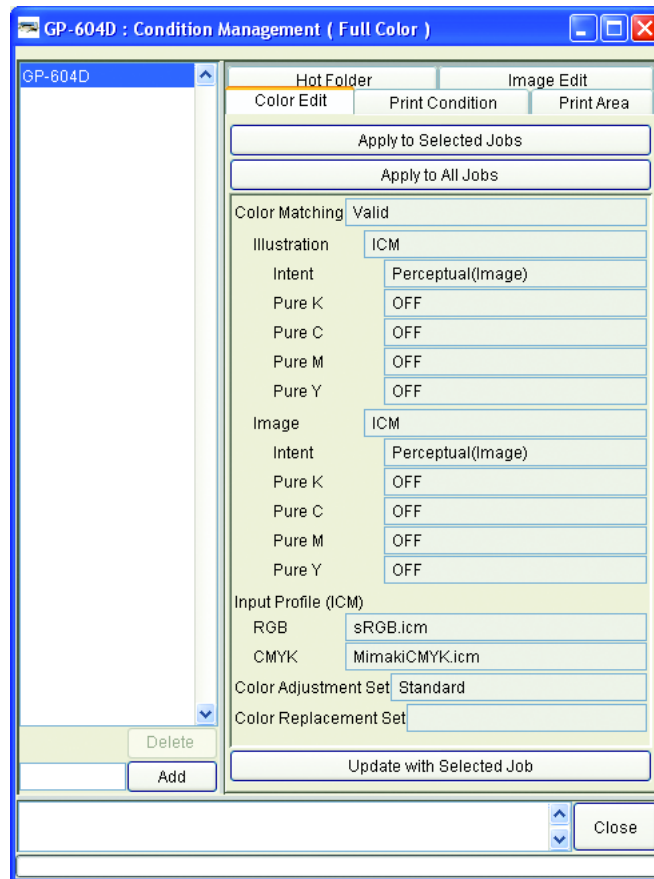 GP-604D : Condition Management ( Full Color )
GP-604D
Hot Folder Image Edit
Color Edit Print Condition Print Area
Apply to Selected Jobs
Apply to All Jobs
Color Matching Valid
Illustration ICM
Intent Perceptual(Image)
Pure K OFF
Pure C OFF
Pure M OFF
Pure Y OFF
Image ICM
Intent Perceptual(Image)
Pure K OFF
Pure C OFF
Pure M OFF
Pure Y OFF
Input Profile (ICM)
RGB sRGB.icm
CMYK MimakiCMYK.icm
Color Adjustment Set Standard
Color Replacement Set
Delete
Add
Update with Selected Job
Close